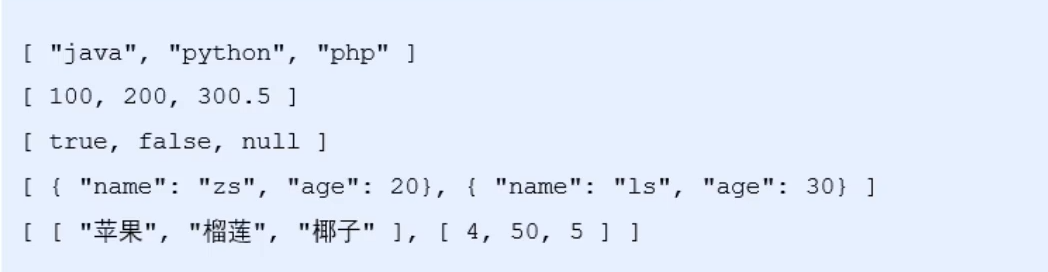 [ "java", "python", "php" ]
[ 100, 200, 300.5 ]
[ true, false, null ]
[ { "name": "zs", "age": 20}, { "name": "ls", "age": 30} ]
[ [ "苹果", "榴莲", "椰子" ], [ 4, 50, 5 ] ]